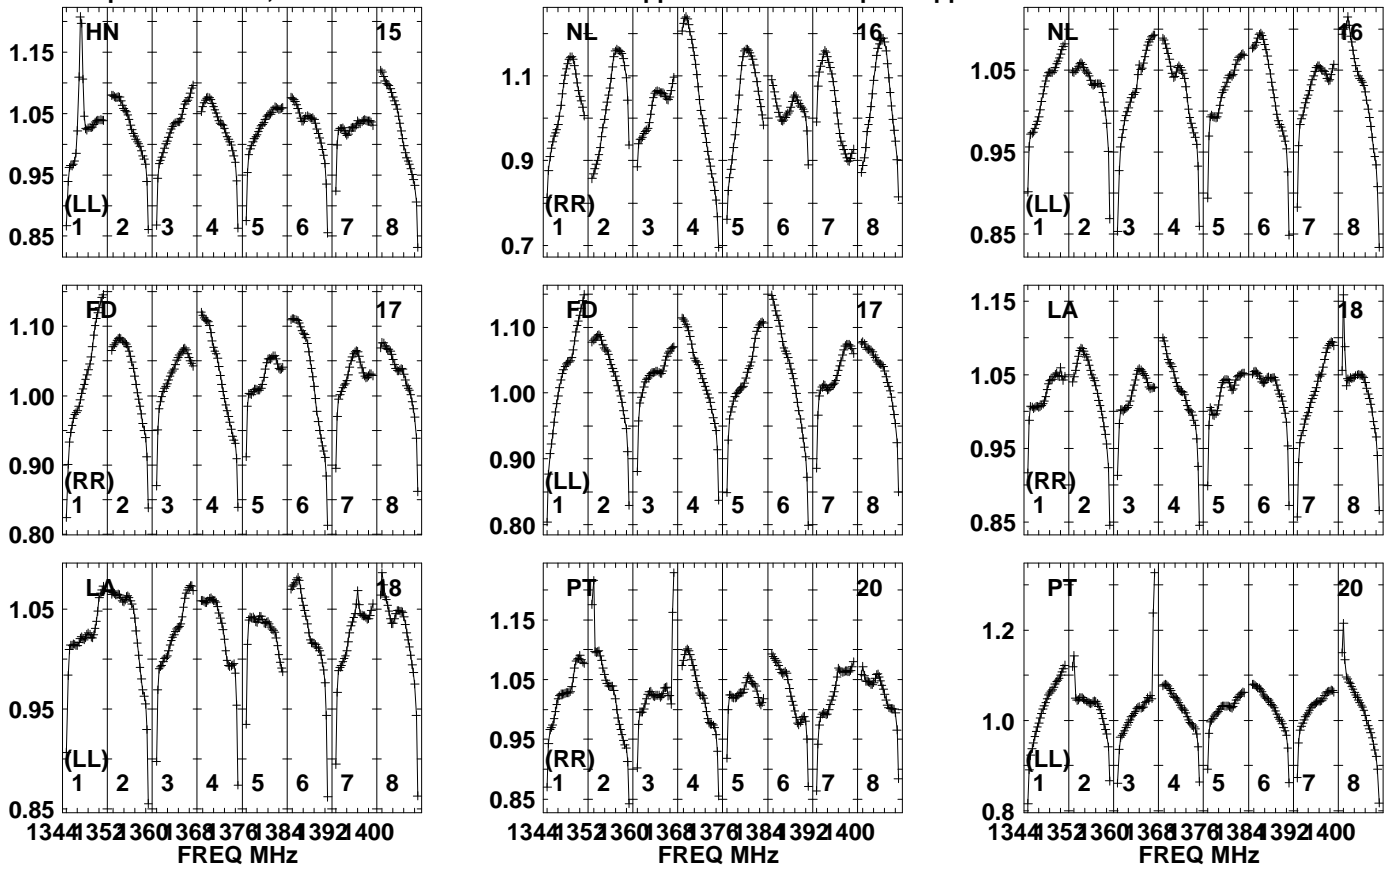 HN 15
1.15
1.05
0.95
0.85
(LL)
1 2 3 4 5 6 7 8
NL 16
1.1
0.9
0.7
(RR)
1 2 3 4 5 6 7 8
NL 16
1.05
0.95
0.85
(LL)
1 2 3 4 5 6 7 8
FD 17
1.10
1.00
0.90
0.80
(RR)
1 2 3 4 5 6 7 8
FD 17
1.10
1.00
0.90
0.80
(LL)
1 2 3 4 5 6 7 8
LA 18
1.15
1.05
0.95
0.85
(RR)
1 2 3 4 5 6 7 8
LA 18
1.05
0.95
0.85
(LL)
1 2 3 4 5 6 7 8
1344 1352 1360 1368 1376 1384 1392 1400
FREQ MHz
PT 20
1.15
1.05
0.95
0.85
(RR)
1 2 3 4 5 6 7 8
1344 1352 1360 1368 1376 1384 1392 1400
FREQ MHz
PT 20
1.2
1.0
0.8
(LL)
1 2 3 4 5 6 7 8
1344 1352 1360 1368 1376 1384 1392 1400
FREQ MHz